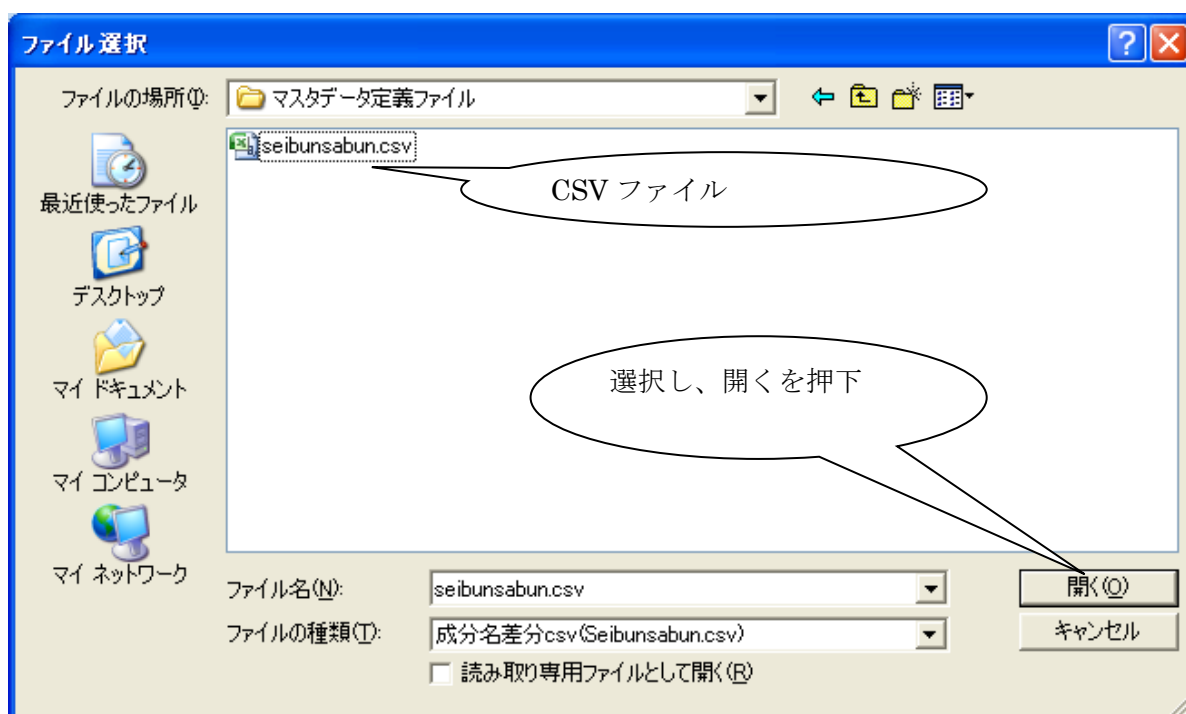 ファイル選択
ファイルの場所(I):
マスタデータ定義ファイル
seibunsabun.csv
CSV ファイル
最近使ったファイル
デスクトップ
選択し、開くを押下
マイ ドキュメント
マイ コンピュータ
マイ ネットワーク
ファイル名(N):
seibunsabun.csv
開く(O)
ファイルの種類(T):
成分名差分csv(Seibunsabun.csv)
キャンセル
読み取り専用ファイルとして開く(R)